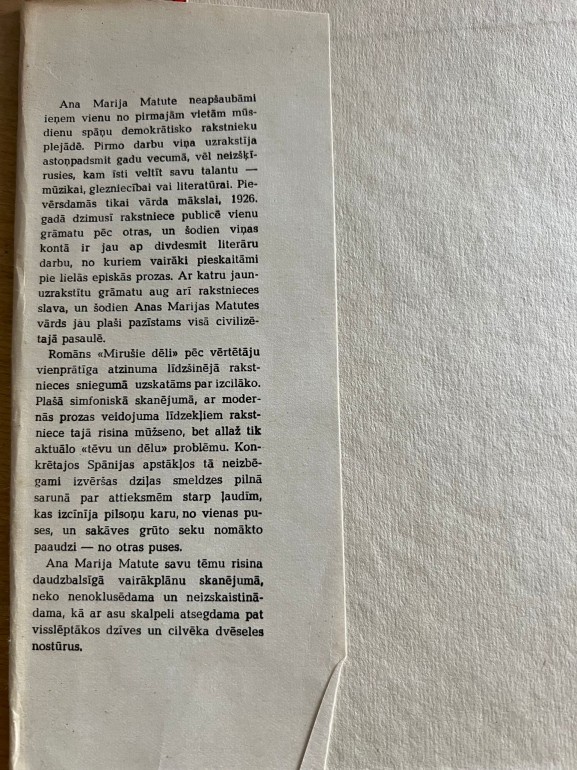 Ana Marija Matute neapšaubāmi
ieņem vienu no pirmajām vietām mūs-
dienu spāņu demokrātisko rakstnieku
plejādē. Pirmo darbu viņa uzrakstīja
astoņpadsmit gadu vecumā, vēl neizšķī-
rusies, kam īsti veltīt savu talantu —
mūzikai, glezniecībai vai literatūrai. Pie-
vērsdamās tikai vārda mākslai, 1926.
gadā dzimusī rakstniece publicē vienu
grāmatu pēc otras, un šodien viņas
kontā ir jau ap divdesmit literāru
darbu, no kuriem vairāki pieskaitāmi
pie lielās episkās prozas. Ar katru jaun-
uzrakstītu grāmatu aug arī rakstnieces
slava, un šodien Anas Marijas Matutes
vārds jau plaši pazīstams visā civilizē-
tajā pasaulē.
Romāns «Mirušie dēli» pēc vērtētāju
vienprātīga atzinuma līdzšinējā rakst-
nieces sniegumā uzskatāms par izcilāko.
Plašā simfoniskā skanējumā, ar moder-
nās prozas veidojuma līdzekļiem rakst-
niece tajā risina mūžseno, bet allaž tik
aktuālo «tēvu un dēlu» problēmu. Kon-
krētajos Spānijas apstākļos tā neizbē-
gami izvēršas dziļas smeldzes pilnā
sarunā par attieksmēm starp ļaudīm,
kas izcīnīja pilsoņu karu, no vienas pu-
ses, un sakāves grūto seku nomākto
paaudzi — no otras puses.
Ana Marija Matute savu tēmu risina
daudzbalsīgā vairākplānu skanējumā,
neko nenoklusēdama un neizskaistinā-
dama, kā ar asu skalpeli atsegdama pat
visslēptākos dzīves un cilvēka dvēseles
nostūrus.